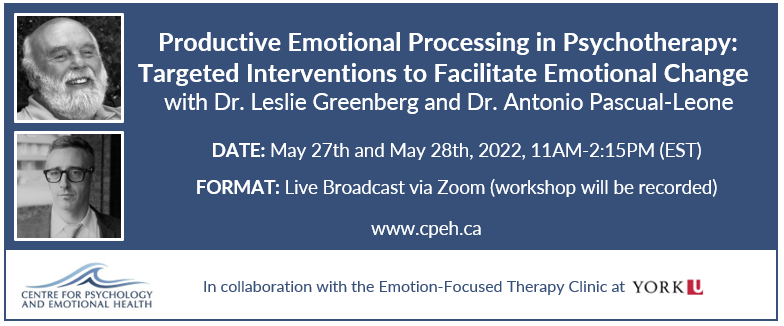 Productive Emotional Processing in Psychotherapy:
Targeted Interventions to Facilitate Emotional Change
with Dr. Leslie Greenberg and Dr. Antonio Pascual-Leone
DATE: May 27th and May 28th, 2022, 11AM-2:15PM (EST)
FORMAT: Live Broadcast via Zoom (workshop will be recorded)
www.cpeh.ca
CENTRE FOR PSYCHOLOGY
AND EMOTIONAL HEALTH
In collaboration with the Emotion-Focused Therapy Clinic at YORK U